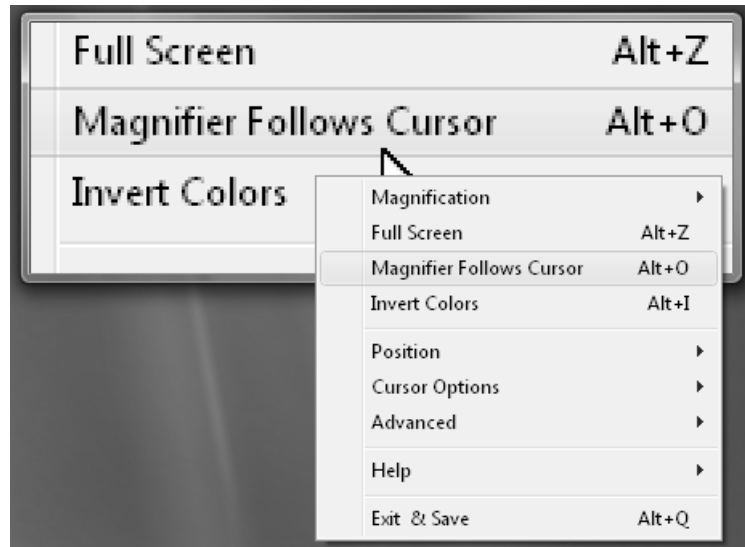 Full Screen Alt+Z
Magnifier Follows Cursor Alt+O
Invert Colors
Magnification
Full Screen Alt+Z
Magnifier Follows Cursor Alt+O
Invert Colors Alt+I
Position
Cursor Options
Advanced
Help
Exit & Save Alt+Q